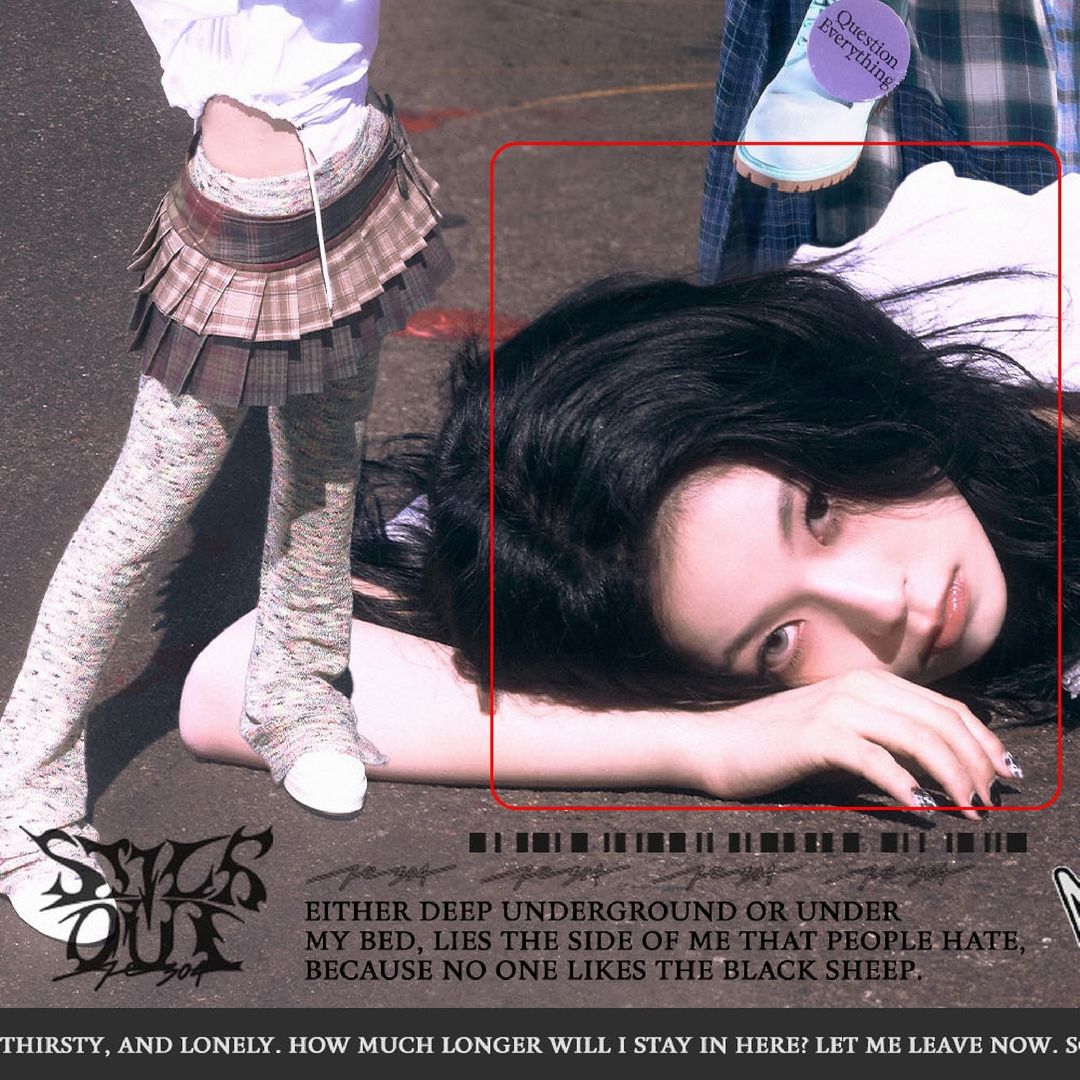 Question
Everything
STICK
OUT
EITHER DEEP UNDERGROUND OR UNDER
MY BED, LIES THE SIDE OF ME THAT PEOPLE HATE,
BECAUSE NO ONE LIKES THE BLACK SHEEP.
THIRSTY, AND LONELY. HOW MUCH LONGER WILL I STAY IN HERE? LET ME LEAVE NOW.